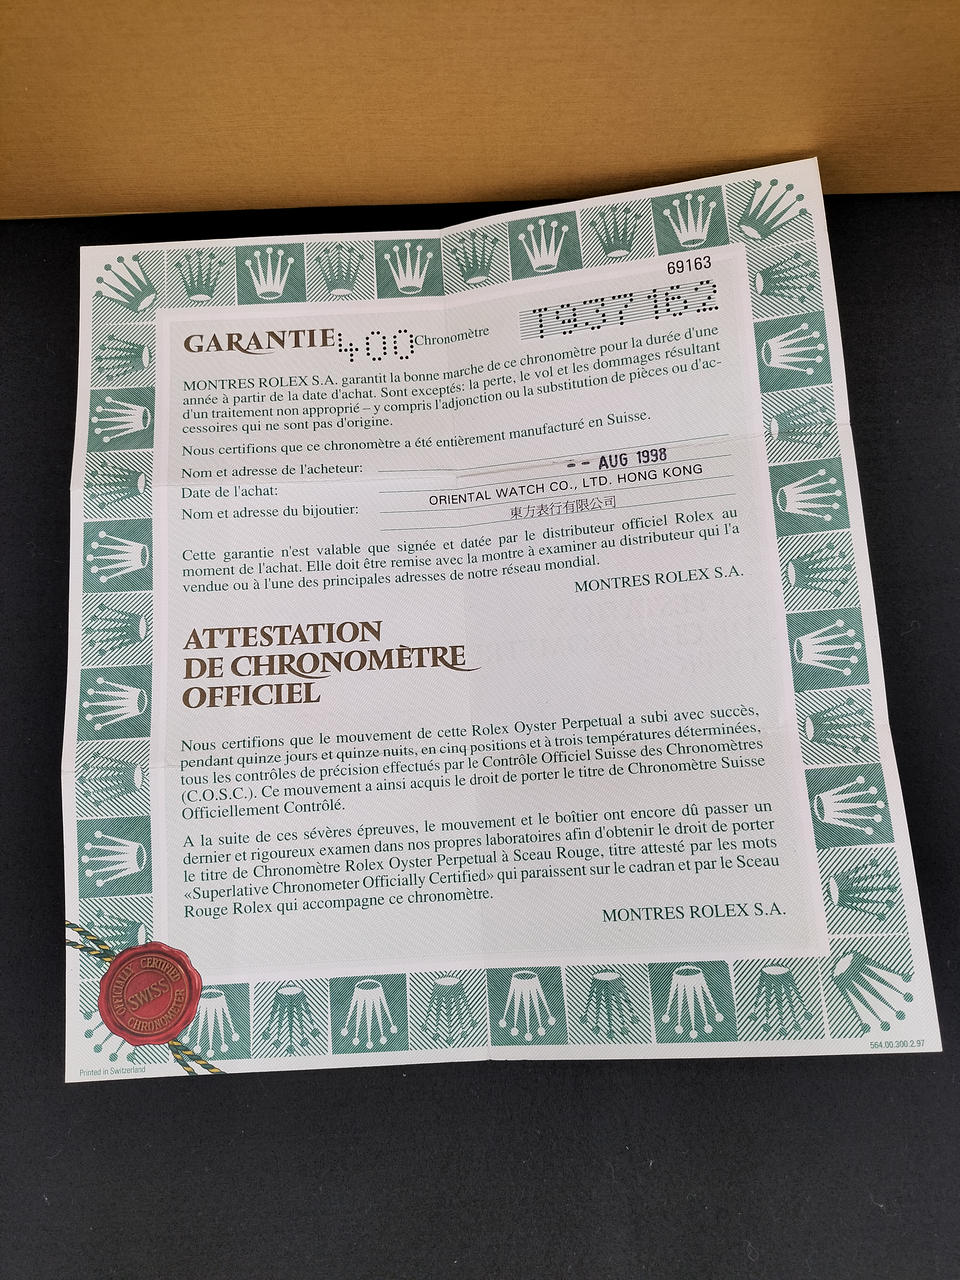 69163
GARANTIE 400 Chronomètre T937162
MONTRES ROLEX S.A. garantit la bonne marche de ce chronomètre pour la durée d'une
année à partir de la date d'achat. Sont exceptés: la perte, le vol et les dommages résultant
d'un traitement non approprié – y compris l'adjonction ou la substitution de pièces ou d'ac-
cessoires qui ne sont pas d'origine.
Nous certifions que ce chronomètre a été entièrement manufacturé en Suisse.
Nom et adresse de l'acheteur:
Date de l'achat: -- AUG 1998
Nom et adresse du bijoutier: ORIENTAL WATCH CO., LTD. HONG KONG
東方表行有限公司
Cette garantie n'est valable que signée et datée par le distributeur officiel Rolex au
moment de l'achat. Elle doit être remise avec la montre à examiner au distributeur qui l'a
vendue ou à l'une des principales adresses de notre réseau mondial.
MONTRES ROLEX S.A.
ATTESTATION
DE CHRONOMÈTRE
OFFICIEL
Nous certifions que le mouvement de cette Rolex Oyster Perpetual a subi avec succès,
pendant quinze jours et quinze nuits, en cinq positions et à trois températures déterminées,
tous les contrôles de précision effectués par le Contrôle Officiel Suisse des Chronomètres
(C.O.S.C.). Ce mouvement a ainsi acquis le droit de porter le titre de Chronomètre Suisse
Officiellement Contrôlé.
A la suite de ces sévères épreuves, le mouvement et le boîtier ont encore dû passer un
dernier et rigoureux examen dans nos propres laboratoires afin d'obtenir le droit de porter
le titre de Chronomètre Rolex Oyster Perpetual à Sceau Rouge, titre attesté par les mots
«Superlative Chronometer Officially Certified» qui paraissent sur le cadran et par le Sceau
Rouge Rolex qui accompagne ce chronomètre.
MONTRES ROLEX S.A.
OFFICIALLY CERTIFIED
SWISS
CHRONOMETER
Printed in Switzerland
564.00.300.2.97